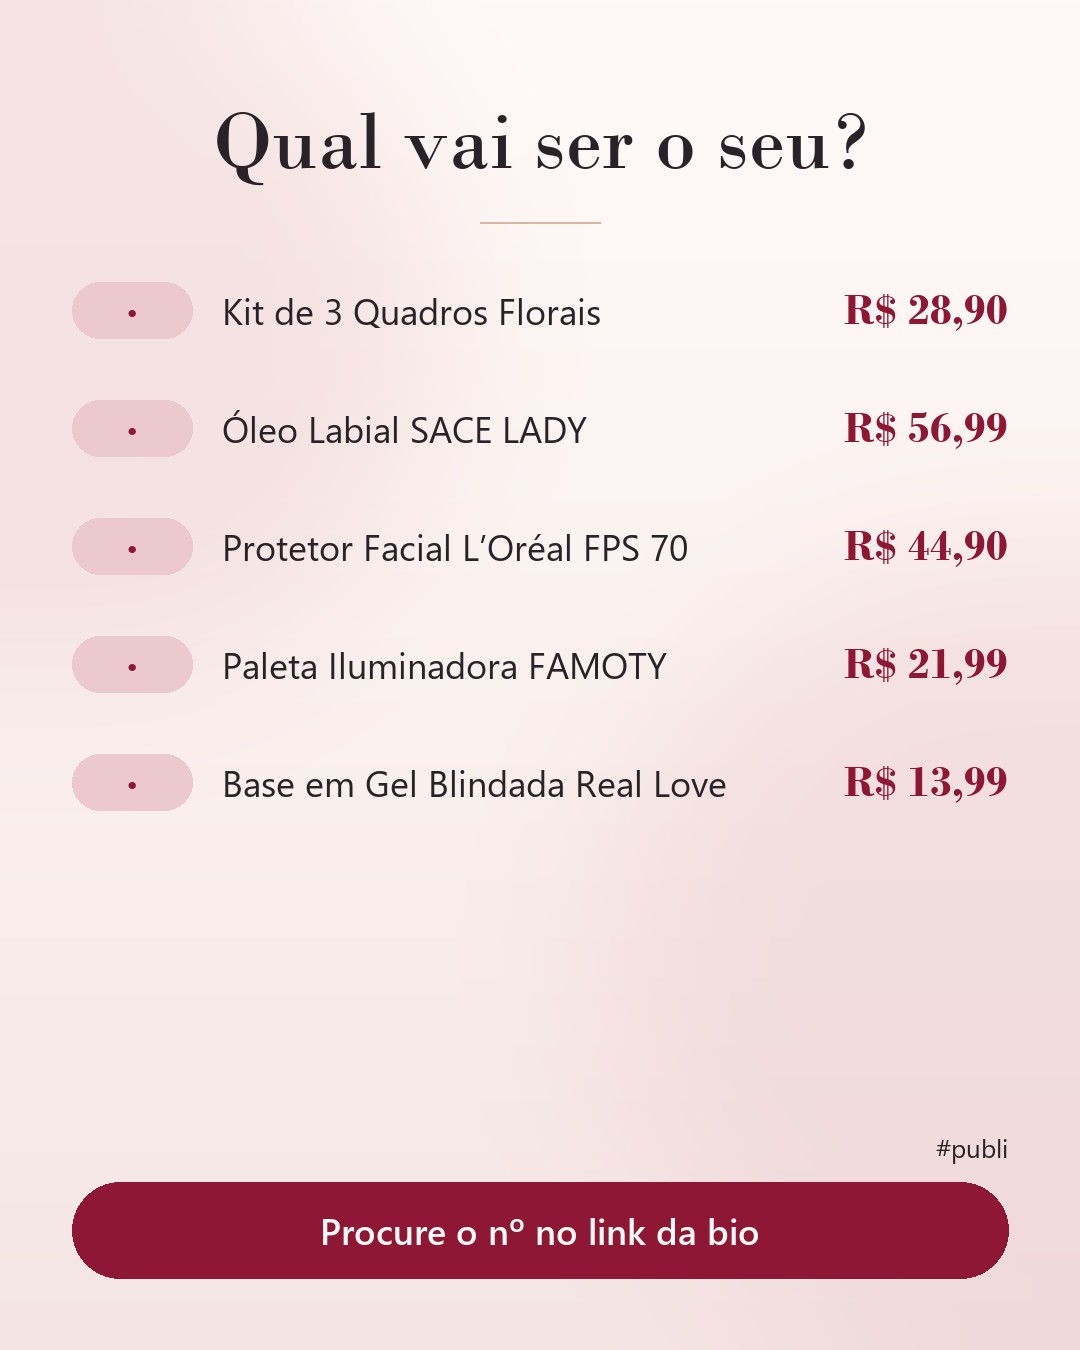 Qual vai ser o seu?
• Kit de 3 Quadros Florais R$ 28,90
• Óleo Labial SACE LADY R$ 56,99
• Protetor Facial L’Oréal FPS 70 R$ 44,90
• Paleta Iluminadora FAMOTY R$ 21,99
• Base em Gel Blindada Real Love R$ 13,99
#publi
Procure o nº no link da bio